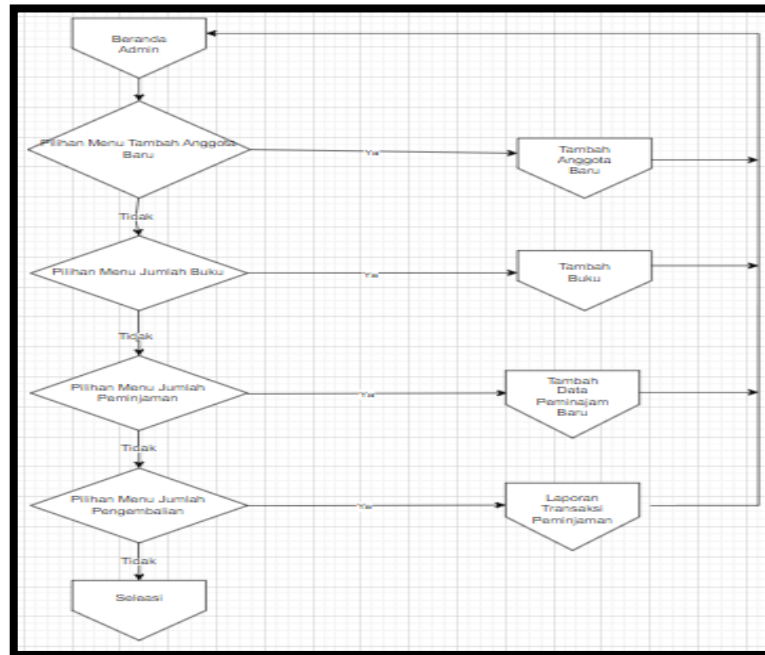 Beranda
Admin
Pilihan Menu Tambah Anggota
Baru
Ya
Tambah
Anggota
Baru
Tidak
Pilihan Menu Jumlah Buku
Ya
Tambah
Buku
Tidak
Pilihan Menu Jumlah
Peminjaman
Ya
Tambah
Data
Peminajam
Baru
Tidak
Pilihan Menu Jumlah
Pengembalian
Ya
Laporan
Transaksi
Peminjaman
Tidak
Seleasi